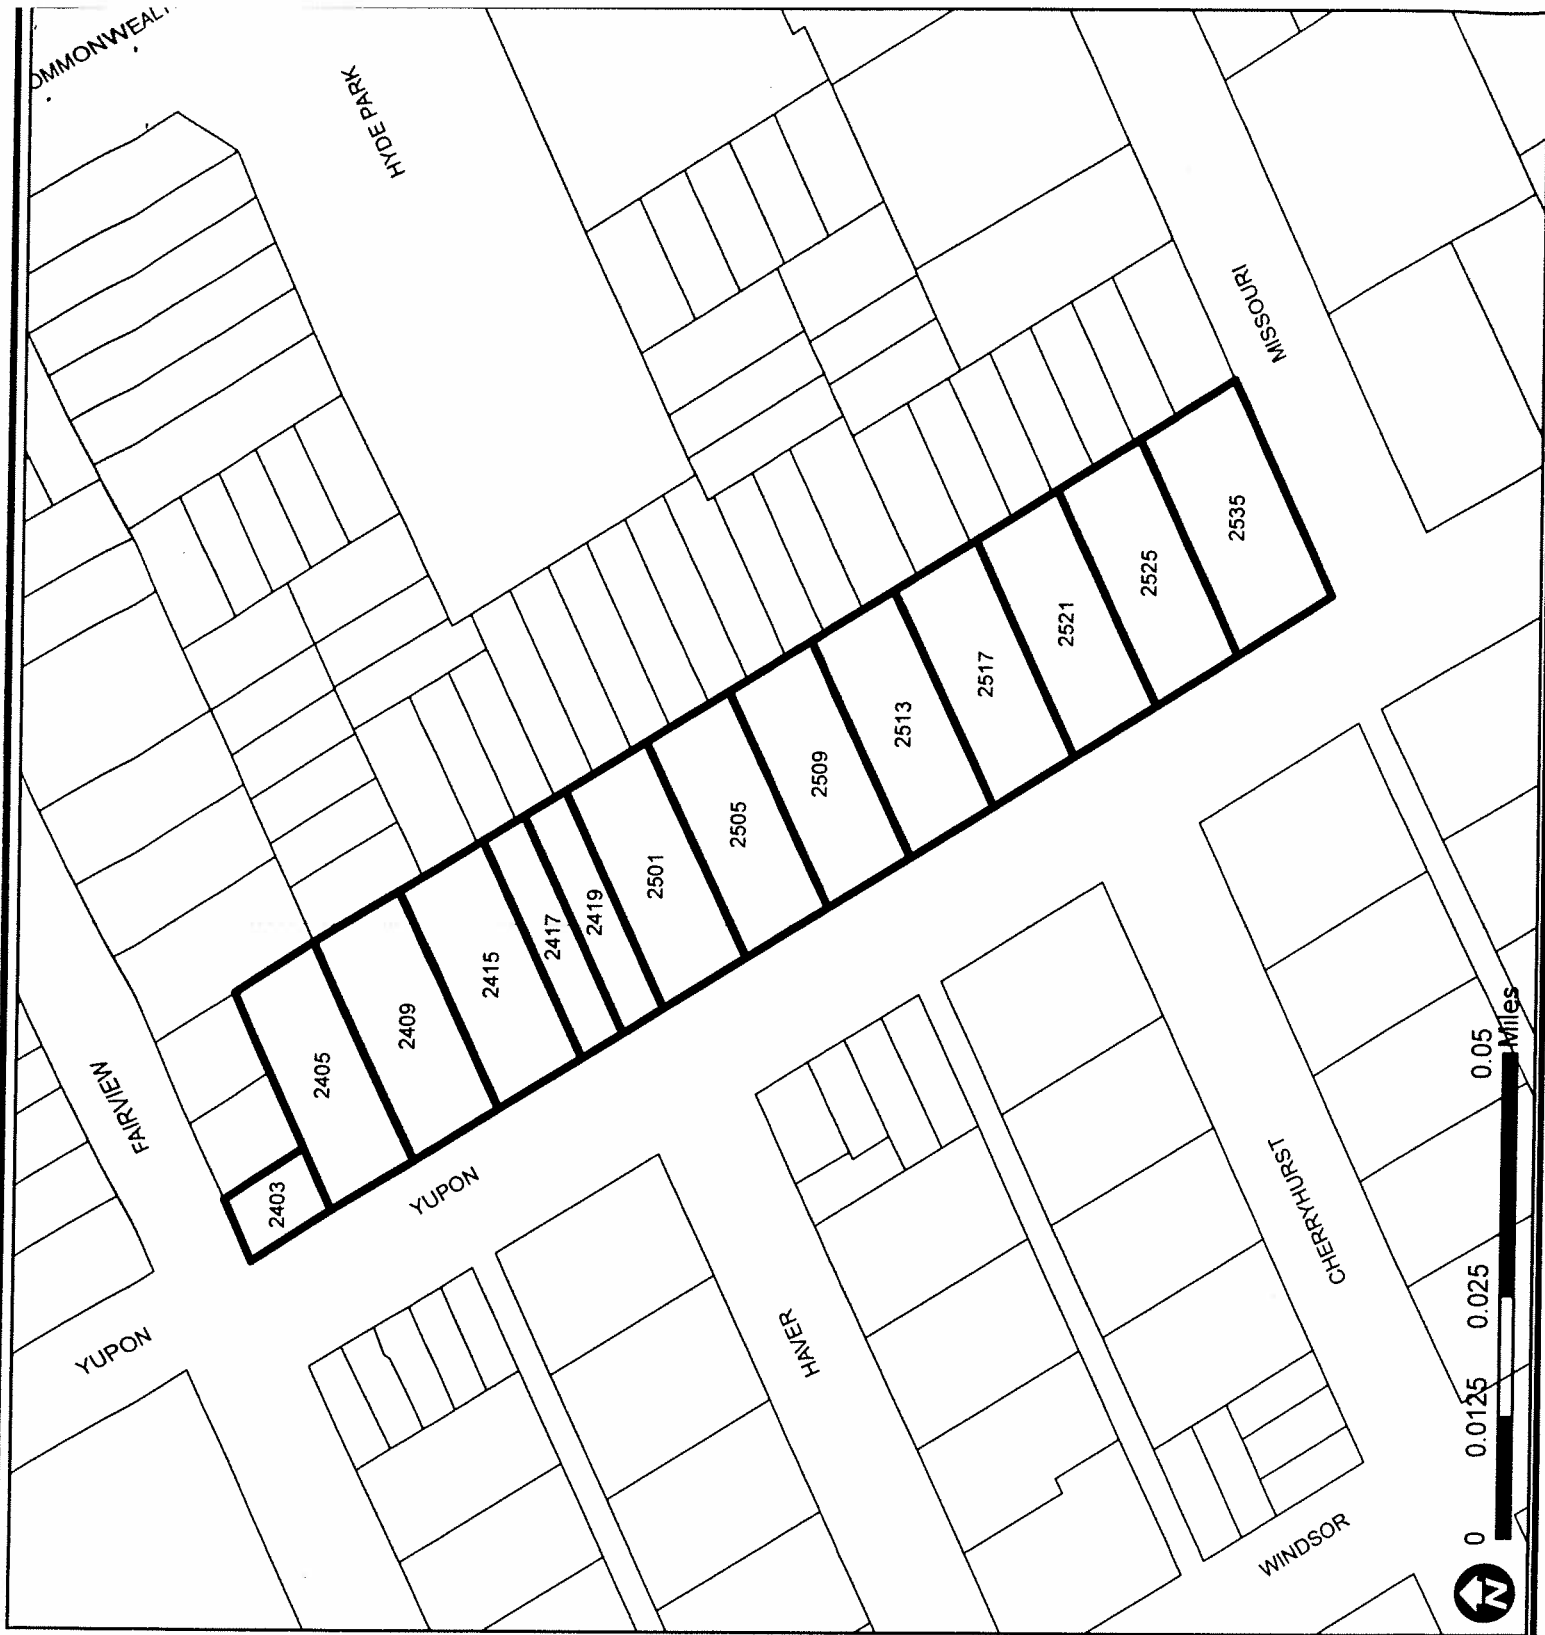 OMMONWEALT
HYDE PARK
FAIRVIEW
YUPON
YUPON
MISSOURI
HAVER
CHERRYHURST
WINDSOR
2403
2405
2409
2415
2417
2419
2501
2505
2509
2513
2517
2521
2525
2535
0 0.0125 0.025 0.05
Miles
N